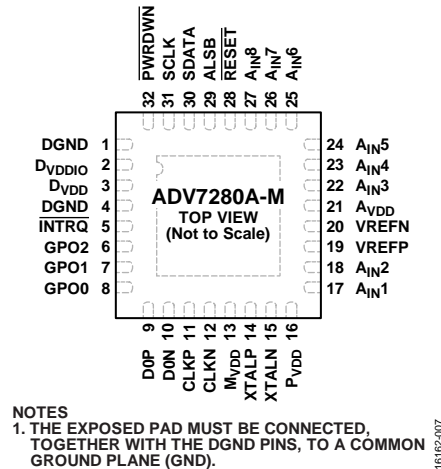 32 PWRDWN
31 SCLK
30 SDATA
29 ALSB
28 RESET
27 AIN8
26 AIN7
25 AIN6
DGND 1
DVDDIO 2
DVDD 3
DGND 4
INTRQ 5
GPO2 6
GPO1 7
GPO0 8
ADV7280A-M
TOP VIEW
(Not to Scale)
24 AIN5
23 AIN4
22 AIN3
21 AVDD
20 VREFN
19 VREFP
18 AIN2
17 AIN1
D0P 9
D0N 10
CLKP 11
CLKN 12
MVDD 13
XTALP 14
XTALN 15
PVDD 16
NOTES
1. THE EXPOSED PAD MUST BE CONNECTED,
TOGETHER WITH THE DGND PINS, TO A COMMON
GROUND PLANE (GND).
16162-007